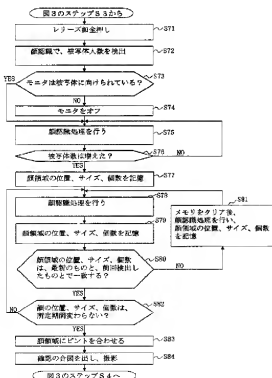 図3のステップS3から
レリーズ釦全押し
S71
顔認識で、被写体人数を検出
S72
モニタは被写体に向けられている?
S73
YES
NO
モニタをオフ
S74
顔認識処理を行う
S75
被写体数は増えた?
S76
NO
YES
顔領域の位置、サイズ、個数を記憶
S77
顔認識処理を行う
S78
顔領域の位置、サイズ、個数を記憶
S79
メモリをクリア後、
顔認識処理を行い、
顔領域の位置、サイズ、個数
を記憶
S81
顔領域の位置、サイズ、個数
は、最新のものと、前回検出し
たものとで一致する?
S80
NO
YES
顔の位置、サイズ、個数は、
所定期間変わらない?
S82
NO
YES
顔領域にピントを合わせる
S83
確認の合図を出し、撮影
S84
図3のステップS4へ